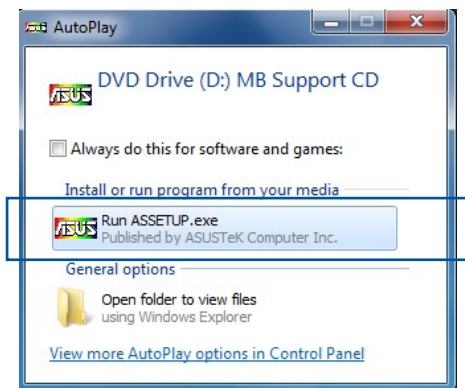 AutoPlay
DVD Drive (D:) MB Support CD
ASUS
Always do this for software and games:
Install or run program from your media
ASUS
Run ASSETUP.exe
Published by ASUSTeK Computer Inc.
General options
Open folder to view files
using Windows Explorer
View more AutoPlay options in Control Panel